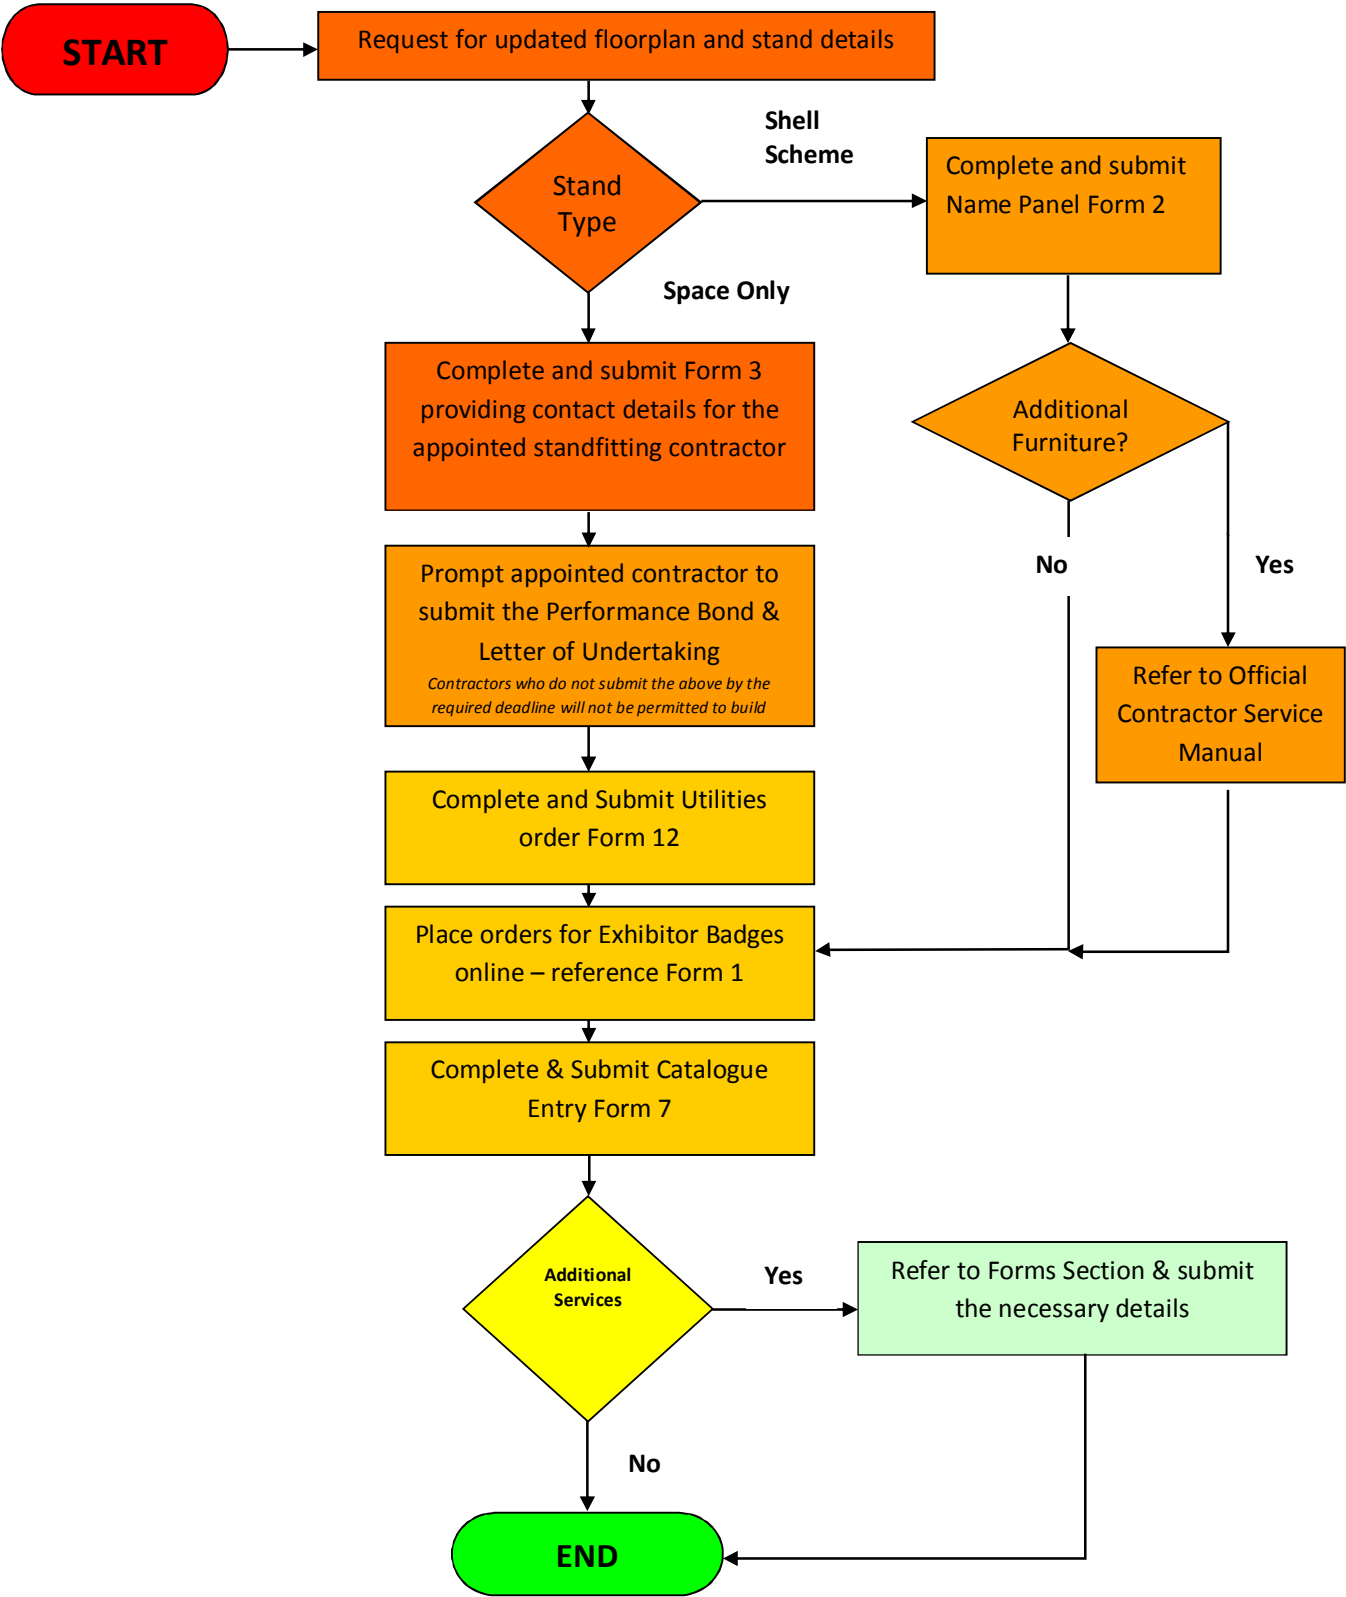 START
Request for updated floorplan and stand details
Stand
Type
Shell
Scheme
Complete and submit
Name Panel Form 2
Space Only
Complete and submit Form 3
providing contact details for the
appointed standfitting contractor
Additional
Furniture?
No
Yes
Prompt appointed contractor to
submit the Performance Bond &
Letter of Undertaking
Contractors who do not submit the above by the
required deadline will not be permitted to build
Refer to Official
Contractor Service
Manual
Complete and Submit Utilities
order Form 12
Place orders for Exhibitor Badges
online – reference Form 1
Complete & Submit Catalogue
Entry Form 7
Additional
Services
Yes
Refer to Forms Section & submit
the necessary details
No
END